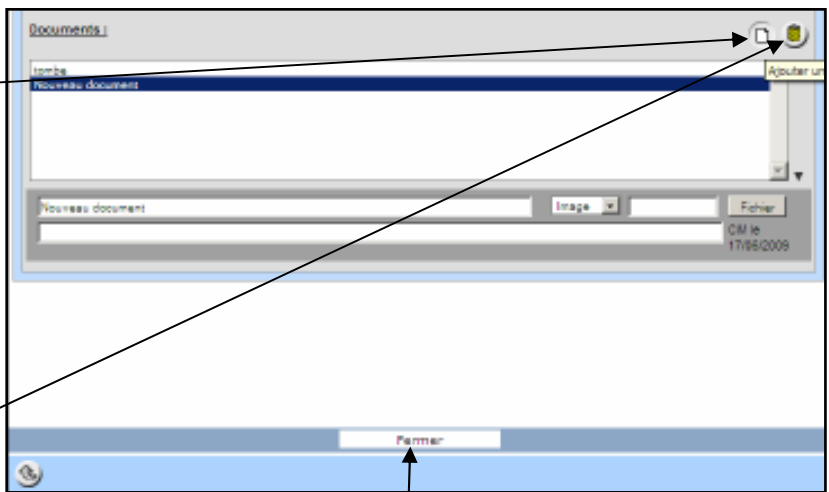 Documents :
Ajouter un
tombe
Nouveau document
Nouveau document
Image
Fichier
CIM le
17/06/2009
Fermer